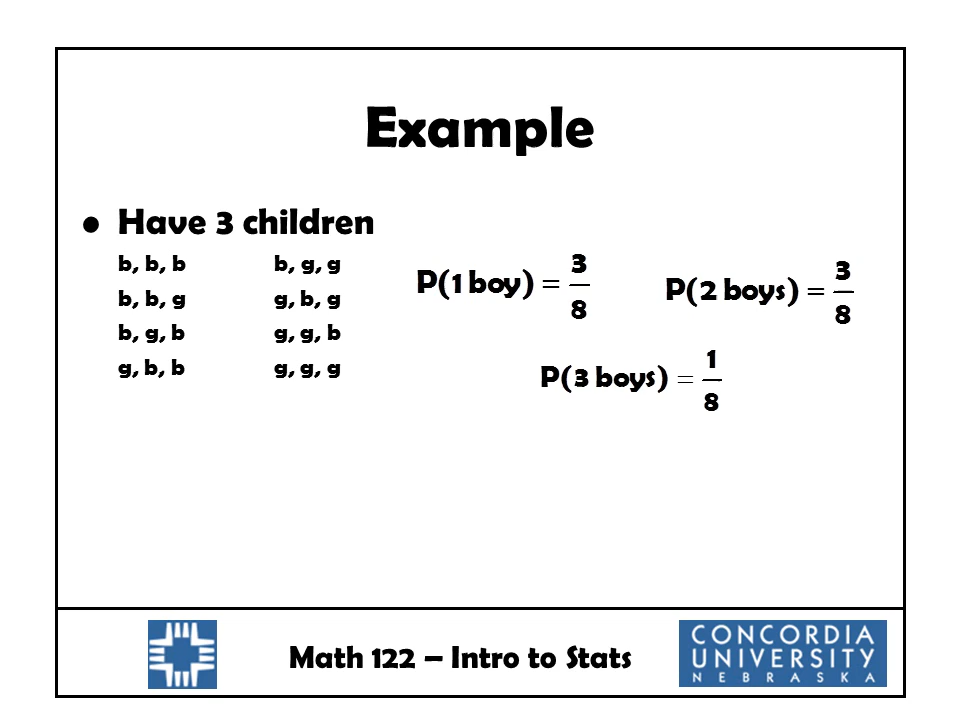 Example
• Have 3 children
b, b, b b, g, g
b, b, g g, b, g
b, g, b g, g, b
g, b, b g, g, g
P(1 boy) = 3/8
P(2 boys) = 3/8
P(3 boys) = 1/8
Math 122 – Intro to Stats
CONCORDIA
UNIVERSITY
NEBRASKA